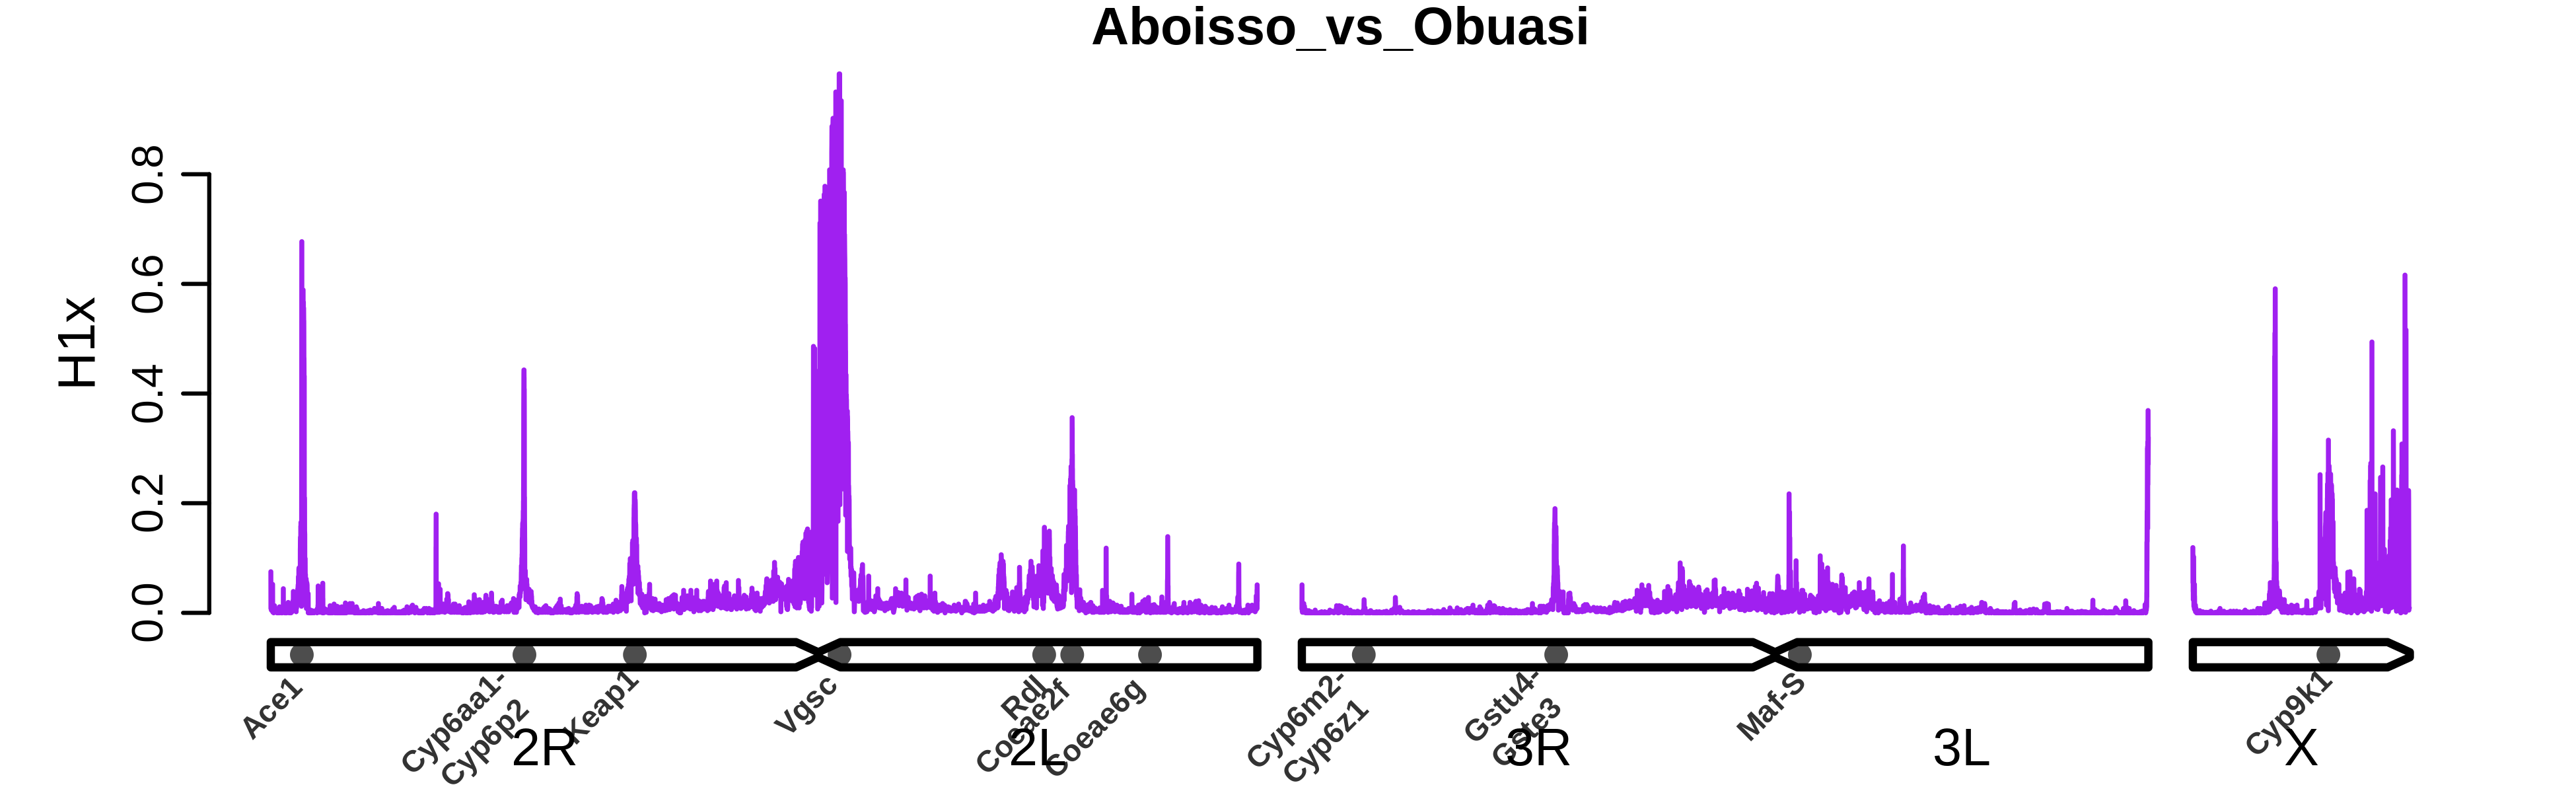 Aboisso_vs_Obuasi
H1x
0.0
0.2
0.4
0.6
0.8
Ace1
Cyp6aa1-
Cyp6p2
Keap1
Vgsc
Rdl
Coeae2f
Coeae6g
Cyp6m2-
Cyp6z1
Gstu4-
Gste3
Maf-S
Cyp9k1
2R
2L
3R
3L
X